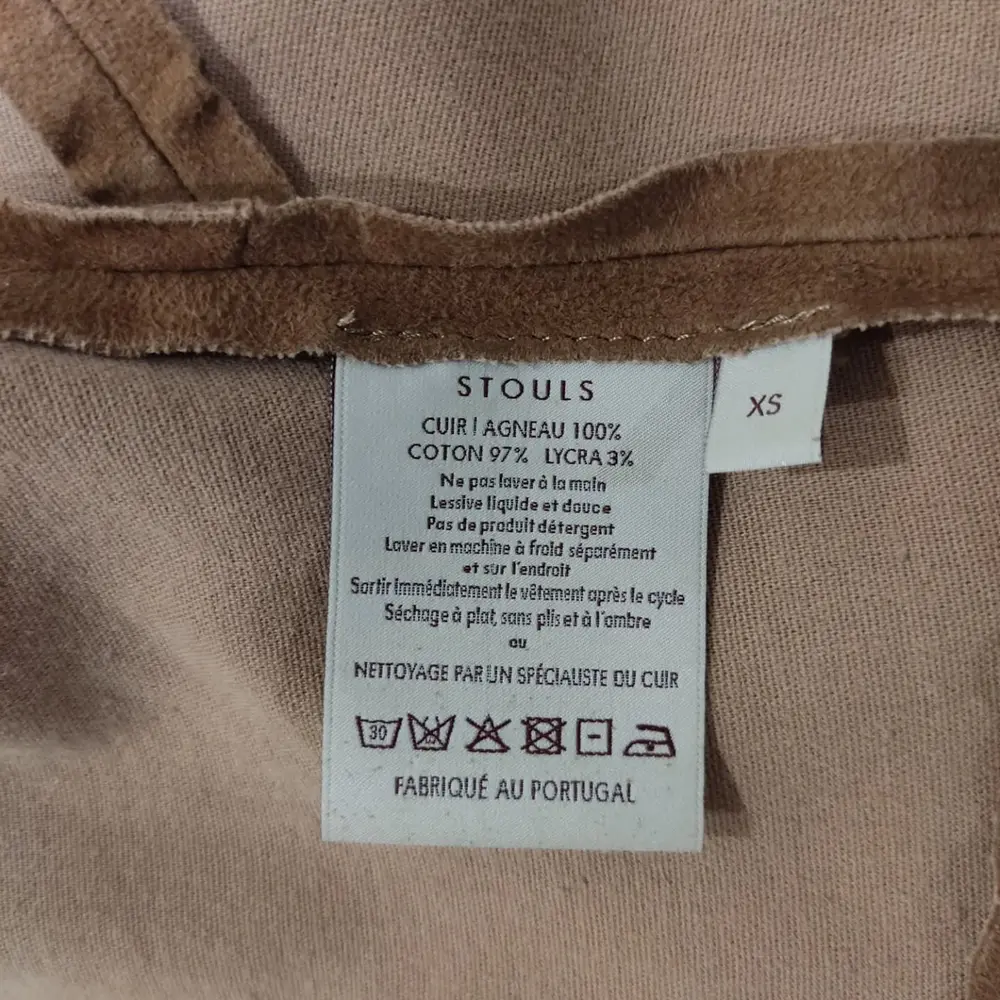 STOULS
XS
CUIR | AGNEAU 100%
COTON 97% LYCRA 3%
Ne pas laver à la main
Lessive liquide et douce
Pas de produit détergent
Laver en machine à froid séparément
et sur l'endroit
Sortir immédiatement le vêtement après le cycle
Séchage à plat, sans plis et à l'ombre
ou
NETTOYAGE PAR UN SPÉCIALISTE DU CUIR
30
FABRIQUÉ AU PORTUGAL